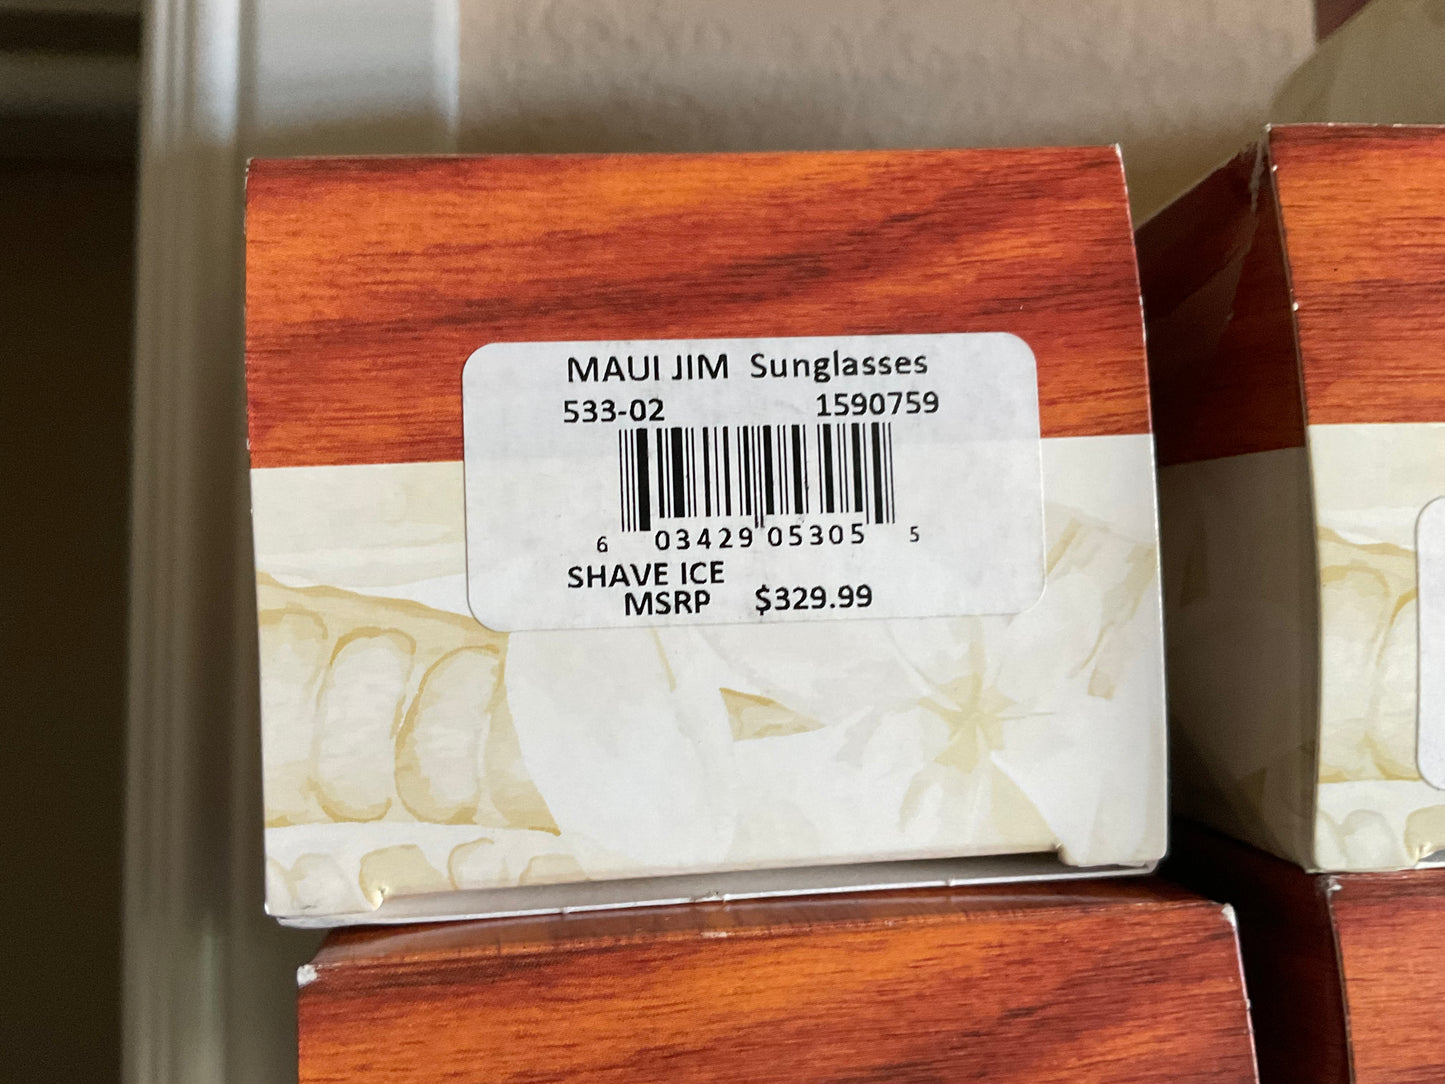 MAUI JIM Sunglasses
533-02 1590759
6 03429 05305 5
SHAVE ICE
MSRP $329.99